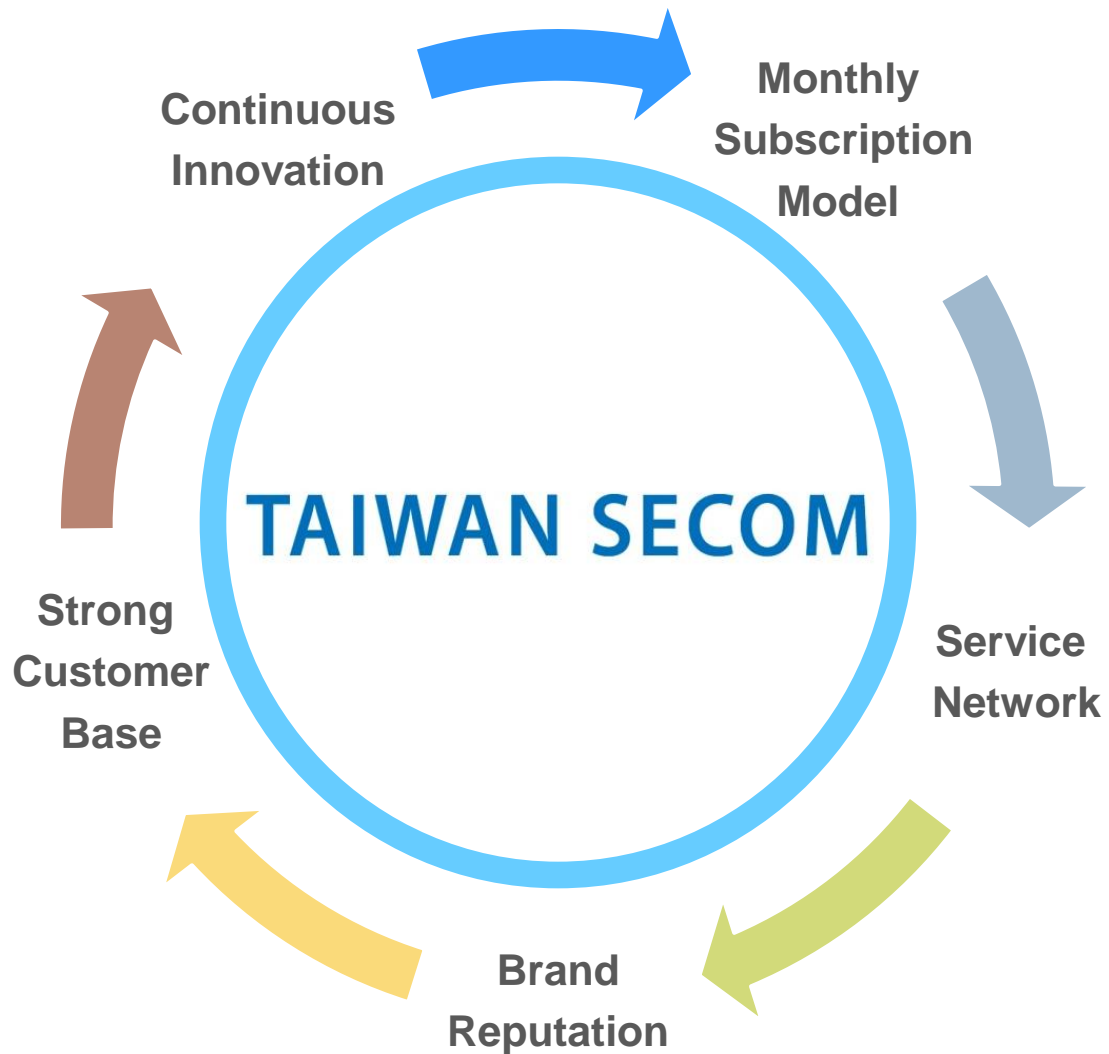 Continuous
Innovation
Monthly
Subscription
Model
TAIWAN SECOM
Strong
Customer
Base
Service
Network
Brand
Reputation